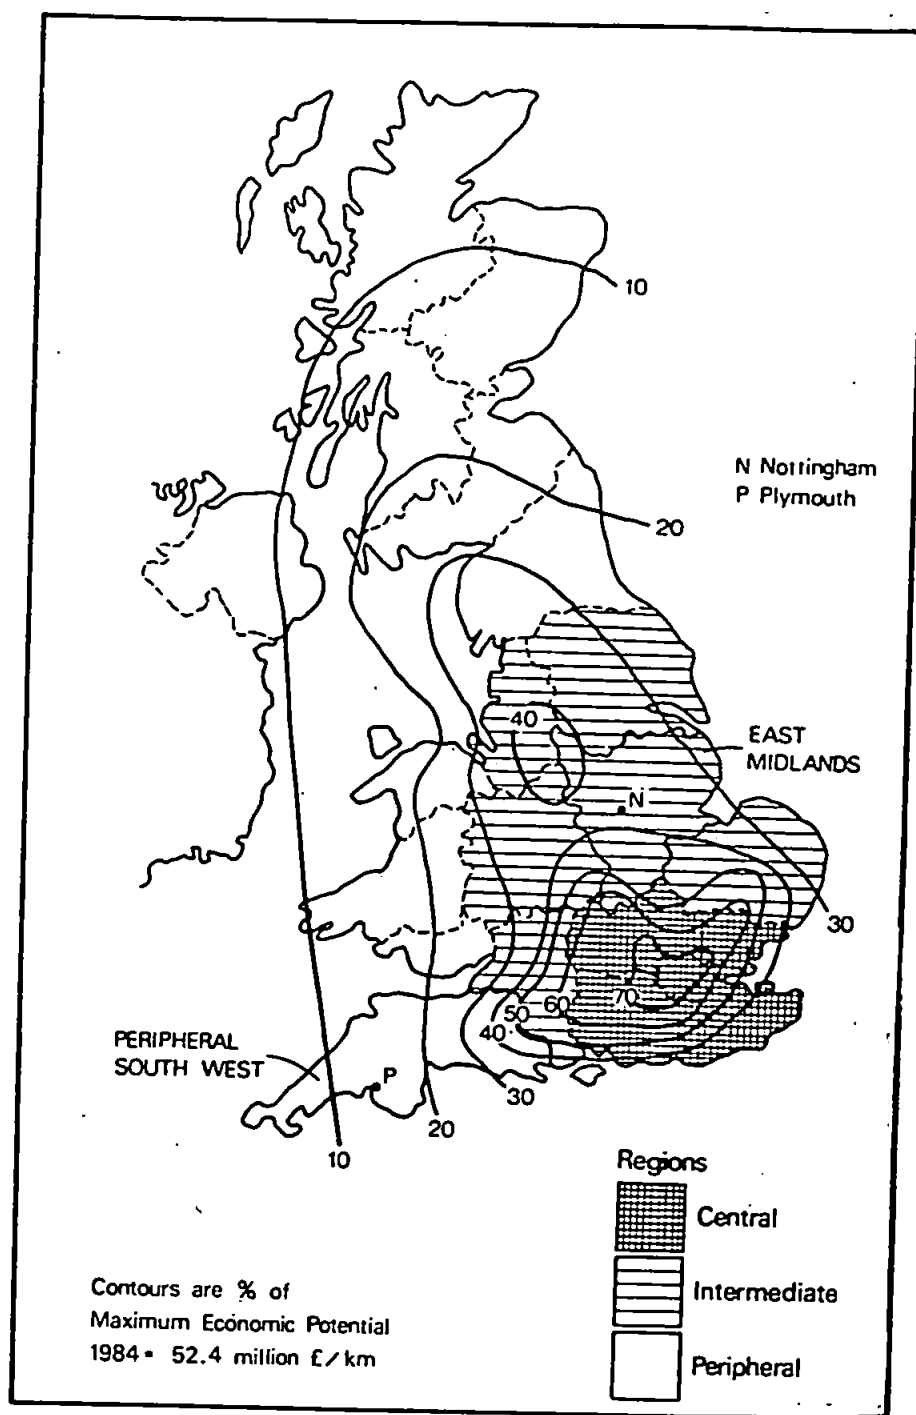 10
N Nottingham
P Plymouth
20
40
EAST
MIDLANDS
N
30
70
60
50
40
PERIPHERAL
SOUTH WEST
P
30
20
10
Regions
Central
Intermediate
Peripheral
Contours are % of
Maximum Economic Potential
1984= 52.4 million £/km